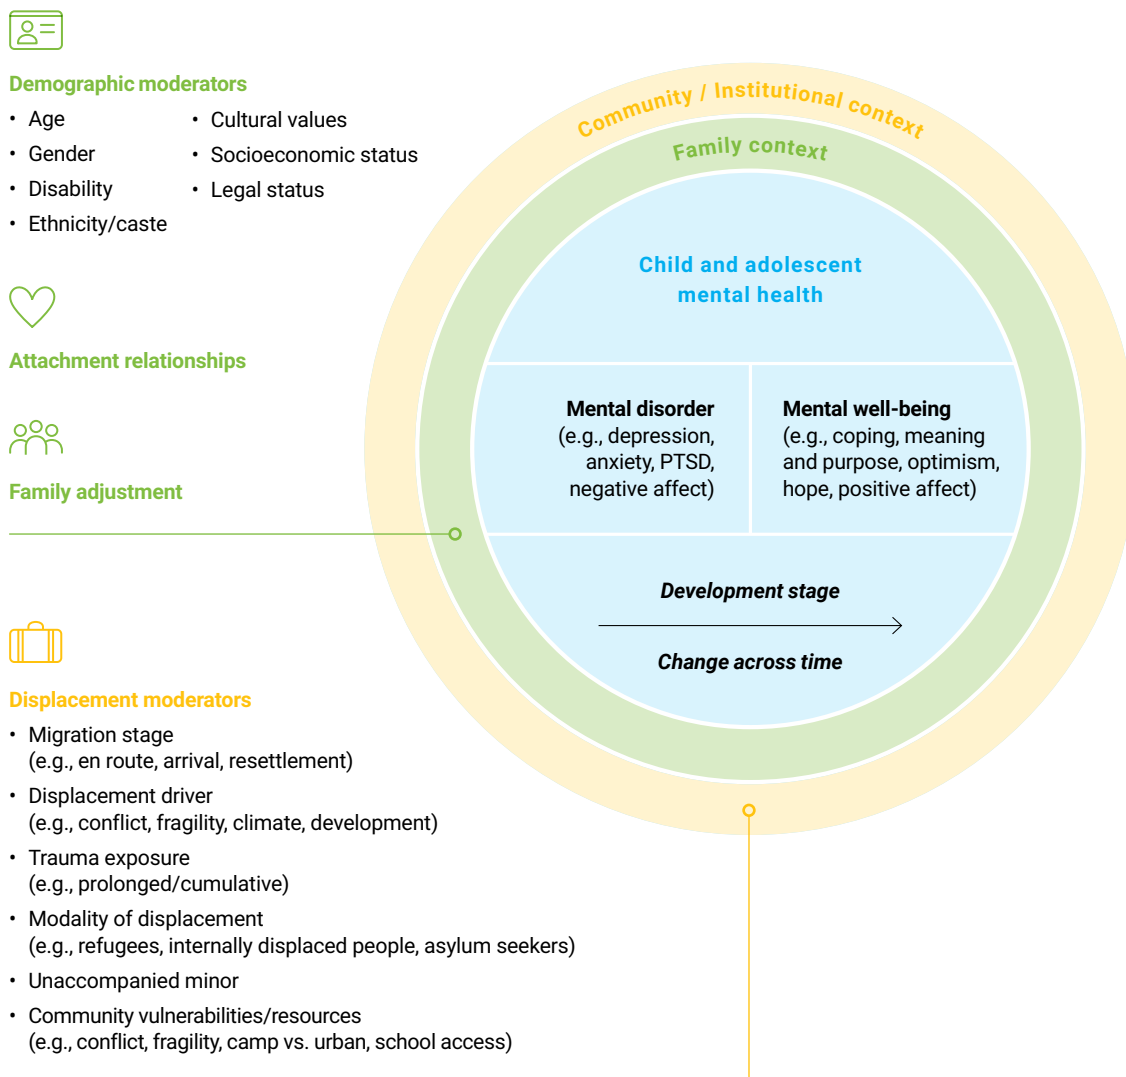 Demographic moderators
• Age
• Gender
• Disability
• Ethnicity/caste
• Cultural values
• Socioeconomic status
• Legal status
Attachment relationships
Family adjustment
Displacement moderators
• Migration stage
(e.g., en route, arrival, resettlement)
• Displacement driver
(e.g., conflict, fragility, climate, development)
• Trauma exposure
(e.g., prolonged/cumulative)
• Modality of displacement
(e.g., refugees, internally displaced people, asylum seekers)
• Unaccompanied minor
• Community vulnerabilities/resources
(e.g., conflict, fragility, camp vs. urban, school access)
Community / Institutional context
Family context
Child and adolescent
mental health
Mental disorder
(e.g., depression,
anxiety, PTSD,
negative affect)
Mental well-being
(e.g., coping, meaning
and purpose, optimism,
hope, positive affect)
Development stage
Change across time